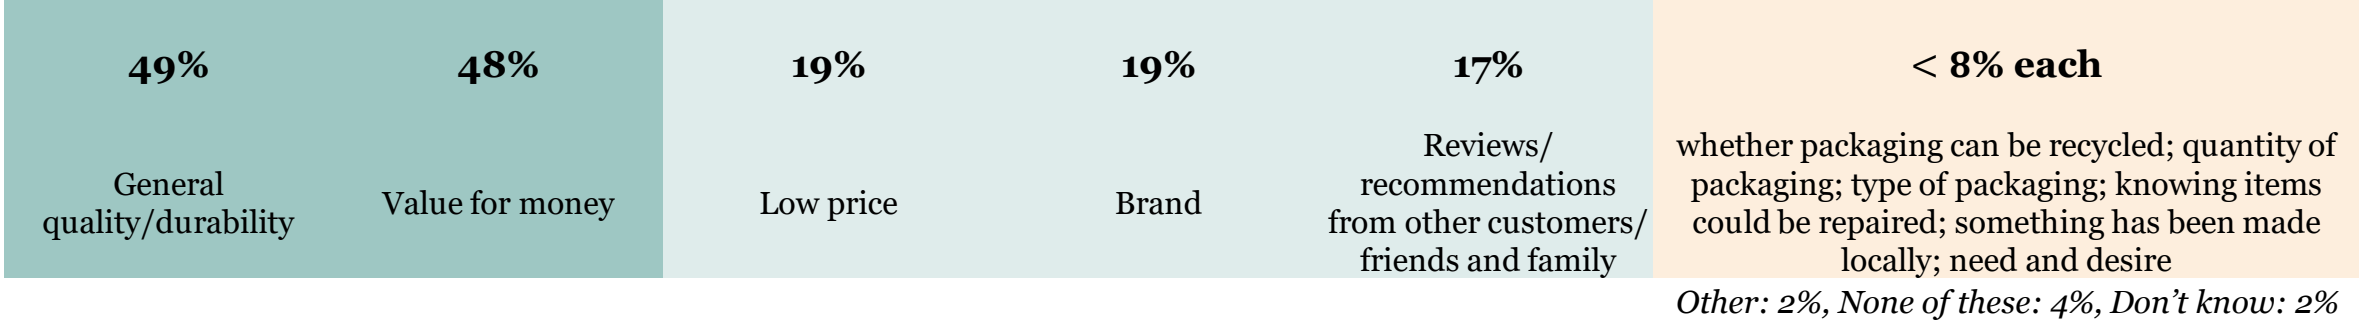 49%
General
quality/durability
48%
Value for money
19%
Low price
19%
Brand
17%
Reviews/
recommendations
from other customers/
friends and family
< 8% each
whether packaging can be recycled; quantity of
packaging; type of packaging; knowing items
could be repaired; something has been made
locally; need and desire
Other: 2%, None of these: 4%, Don’t know: 2%